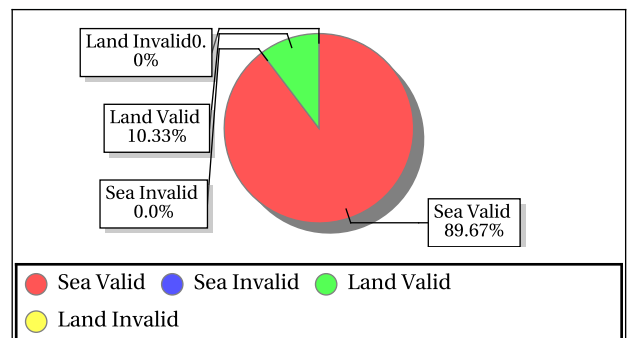 Land Invalid0.
0%
Land Valid
10.33%
Sea Invalid
0.0%
Sea Valid
89.67%
Sea Valid Sea Invalid Land Valid
Land Invalid